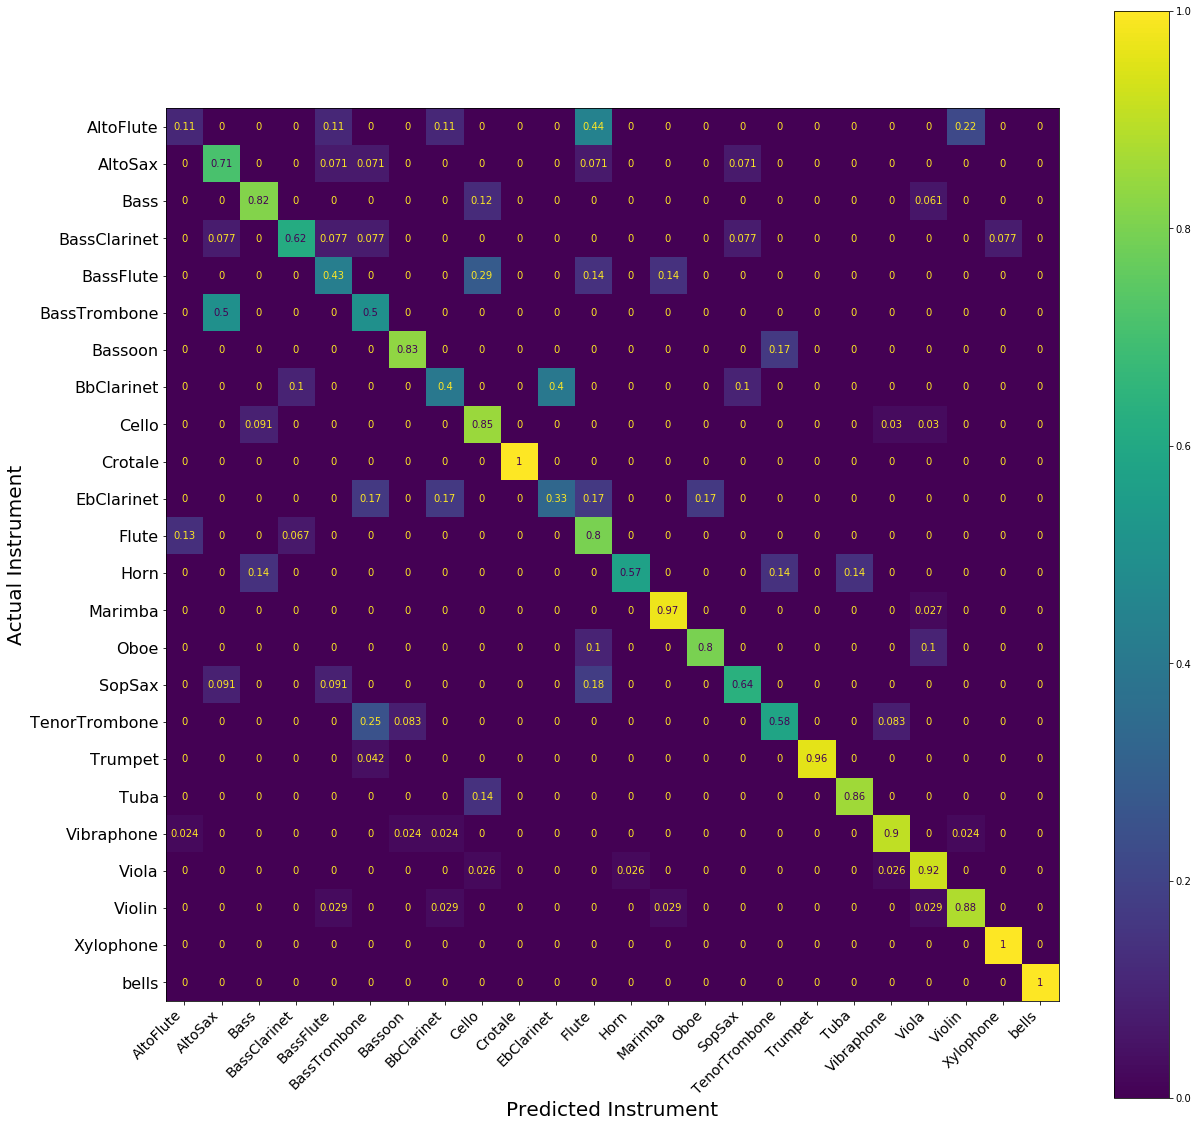 1.0
AltoFlute 0.11 0 0 0 0.11 0 0 0.11 0 0 0 0.44 0 0 0 0 0 0 0 0 0 0.22 0 0
AltoSax 0 0.71 0 0 0.071 0.071 0 0 0 0 0 0.071 0 0 0 0.071 0 0 0 0 0 0 0 0
Bass 0 0 0.82 0 0 0 0 0 0.12 0 0 0 0 0 0 0 0 0 0 0 0.061 0 0 0
0.8
BassClarinet 0 0.077 0 0.62 0.077 0.077 0 0 0 0 0 0 0 0 0 0.077 0 0 0 0 0 0 0.077 0
BassFlute 0 0 0 0 0.43 0 0 0 0.29 0 0 0.14 0 0.14 0 0 0 0 0 0 0 0 0 0
BassTrombone 0 0.5 0 0 0 0.5 0 0 0 0 0 0 0 0 0 0 0 0 0 0 0 0 0 0
Bassoon 0 0 0 0 0 0 0.83 0 0 0 0 0 0 0 0 0 0.17 0 0 0 0 0 0 0
BbClarinet 0 0 0 0.1 0 0 0 0.4 0 0 0.4 0 0 0 0 0.1 0 0 0 0 0 0 0 0
Cello 0 0 0.091 0 0 0 0 0 0.85 0 0 0 0 0 0 0 0 0 0 0.03 0.03 0 0 0
0.6
Crotale 0 0 0 0 0 0 0 0 0 1 0 0 0 0 0 0 0 0 0 0 0 0 0 0
EbClarinet 0 0 0 0 0 0.17 0 0.17 0 0 0.33 0.17 0 0 0.17 0 0 0 0 0 0 0 0 0
Flute 0.13 0 0 0.067 0 0 0 0 0 0 0 0.8 0 0 0 0 0 0 0 0 0 0 0 0
Actual Instrument
Horn 0 0 0.14 0 0 0 0 0 0 0 0 0 0.57 0 0 0 0.14 0 0.14 0 0 0 0 0
Marimba 0 0 0 0 0 0 0 0 0 0 0 0 0 0.97 0 0 0 0 0 0 0.027 0 0 0
Oboe 0 0 0 0 0 0 0 0 0 0 0 0.1 0 0 0.8 0 0 0 0 0 0.1 0 0 0
0.4
SopSax 0 0.091 0 0 0.091 0 0 0 0 0 0 0.18 0 0 0 0.64 0 0 0 0 0 0 0 0
TenorTrombone 0 0 0 0 0 0.25 0.083 0 0 0 0 0 0 0 0 0 0.58 0 0 0.083 0 0 0 0
Trumpet 0 0 0 0 0 0.042 0 0 0 0 0 0 0 0 0 0 0 0.96 0 0 0 0 0 0
Tuba 0 0 0 0 0 0 0 0 0.14 0 0 0 0 0 0 0 0 0 0.86 0 0 0 0 0
Vibraphone 0.024 0 0 0 0 0 0.024 0.024 0 0 0 0 0 0 0 0 0 0 0 0.9 0 0.024 0 0
Viola 0 0 0 0 0 0 0 0 0.026 0 0 0 0.026 0 0 0 0 0 0 0.026 0.92 0 0 0
0.2
Violin 0 0 0 0 0.029 0 0 0.029 0 0 0 0 0 0.029 0 0 0 0 0 0 0.029 0.88 0 0
Xylophone 0 0 0 0 0 0 0 0 0 0 0 0 0 0 0 0 0 0 0 0 0 0 1 0
bells 0 0 0 0 0 0 0 0 0 0 0 0 0 0 0 0 0 0 0 0 0 0 0 1
AltoFlute AltoSax Bass BassClarinet BassFlute BassTrombone Bassoon BbClarinet Cello Crotale EbClarinet Flute Horn Marimba Oboe SopSax TenorTrombone Trumpet Tuba Vibraphone Viola Violin Xylophone bells
0.0
Predicted Instrument